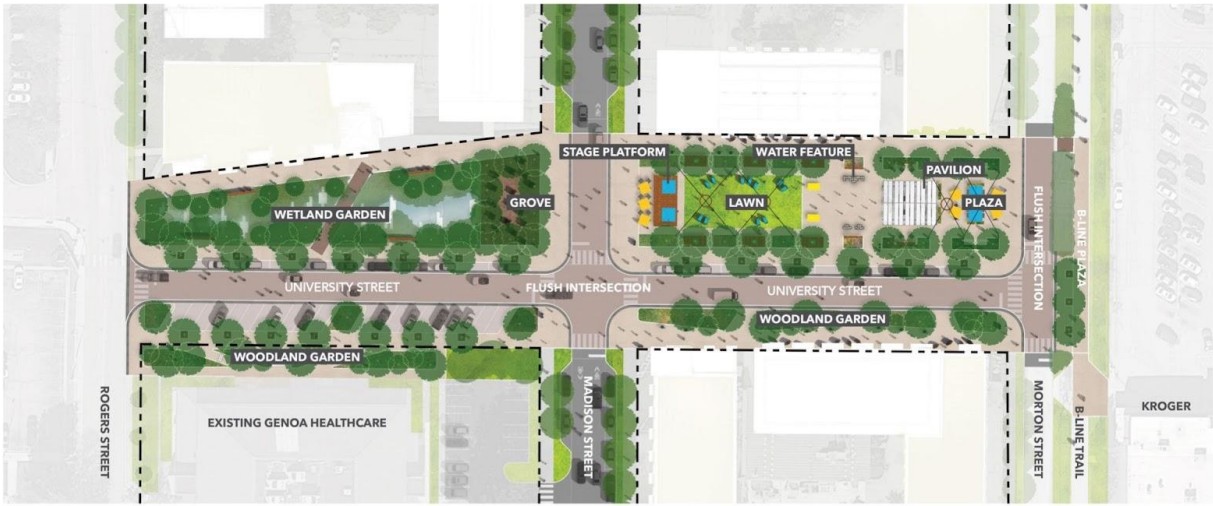 STAGE PLATFORM
WATER FEATURE
PAVILION
WETLAND GARDEN
GROVE
LAWN
PLAZA
FLUSH INTERSECTION
B-LINE PLAZA
UNIVERSITY STREET
FLUSH INTERSECTION
UNIVERSITY STREET
WOODLAND GARDEN
WOODLAND GARDEN
ROGERS STREET
EXISTING GENOA HEALTHCARE
MADISON STREET
MORTON STREET
B-LINE TRAIL
KROGER